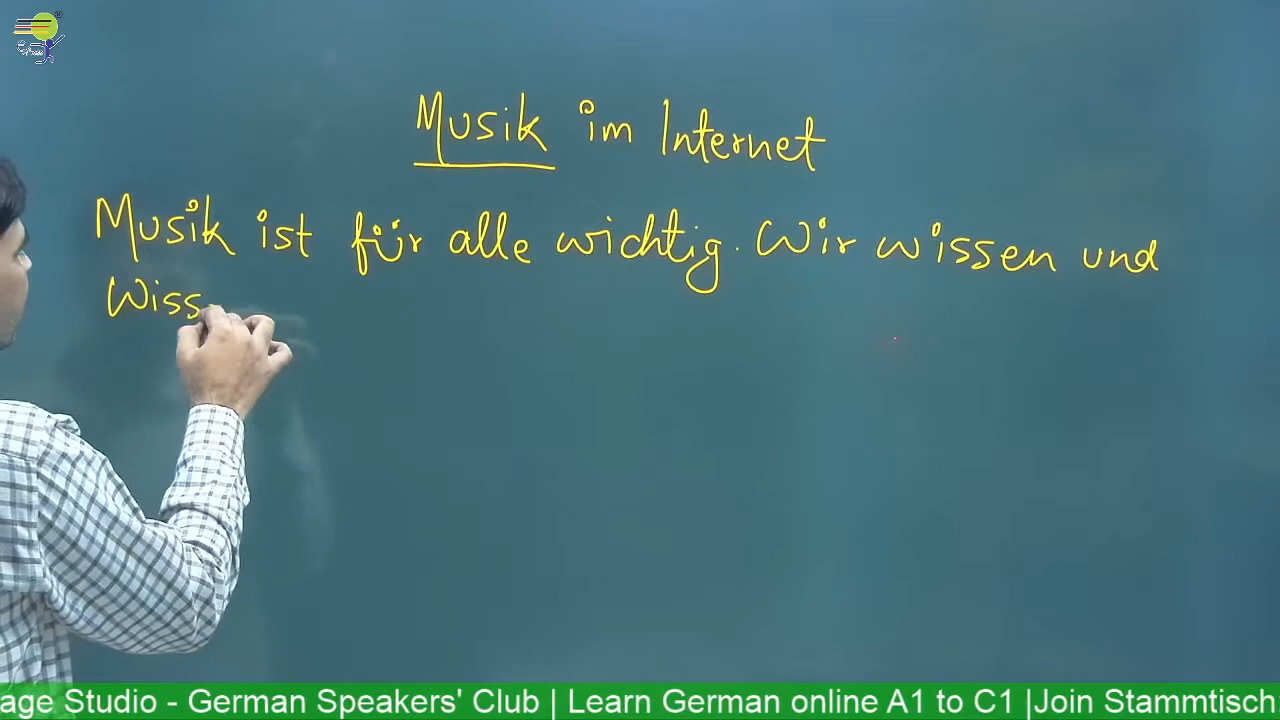 Musik im Internet
Musik ist für alle wichtig. Wir wissen und
Wiss
age Studio - German Speakers' Club | Learn German online A1 to C1 |Join Stammtisch